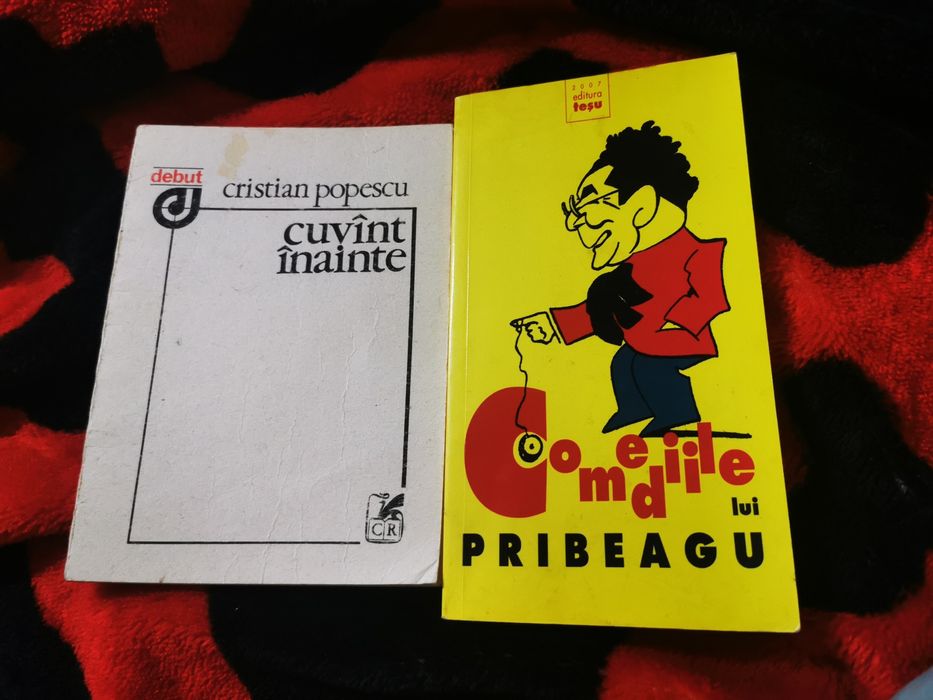 debut
cristian popescu
cuvînt
înainte
CR
2007
editura
teșu
Comediile
lui
PRIBEAGU